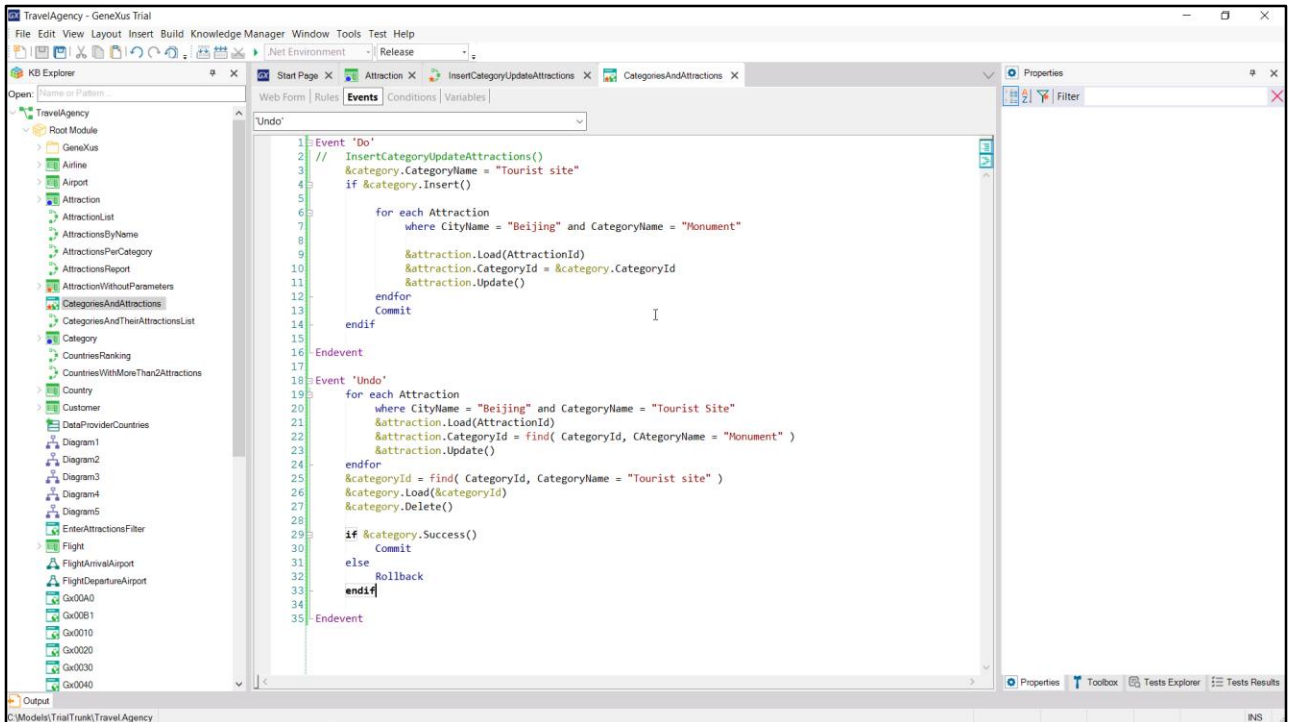 TravelAgency - GeneXus Trial
File Edit View Layout Insert Build Knowledge Manager Window Tools Test Help
.Net Environment Release
KB Explorer
Start Page Attraction InsertCategoryUpdateAttractions CategoriesAndAttractions
Properties
Open: Name or Pattern...
Web Form Rules Events Conditions Variables
Filter
TravelAgency
Root Module
GeneXus
Airline
Airport
Attraction
AttractionList
AttractionsByName
AttractionsPerCategory
AttractionsReport
AttractionWithoutParameters
CategoriesAndAttractions
CategoriesAndTheirAttractionsList
Category
CountriesRanking
CountriesWithMoreThan2Attractions
Country
Customer
DataProviderCountries
Diagram1
Diagram2
Diagram3
Diagram4
Diagram5
EnterAttractionsFilter
Flight
FlightArrivalAirport
FlightDepartureAirport
Gx00A0
Gx00B1
Gx0010
Gx0020
Gx0030
Gx0040
'Undo'
1 Event 'Do'
2 // InsertCategoryUpdateAttractions()
3 &category.CategoryName = "Tourist site"
4 if &category.Insert()
5
6 for each Attraction
7 where CityName = "Beijing" and CategoryName = "Monument"
8
9 &attraction.Load(AttractionId)
10 &attraction.CategoryId = &category.CategoryId
11 &attraction.Update()
12 endfor
13 Commit
14 endif
15
16 Endevent
17
18 Event 'Undo'
19 for each Attraction
20 where CityName = "Beijing" and CategoryName = "Tourist Site"
21 &attraction.Load(AttractionId)
22 &attraction.CategoryId = find( CategoryId, CAtegoryName = "Monument" )
23 &attraction.Update()
24 endfor
25 &categoryId = find( CategoryId, CategoryName = "Tourist site" )
26 &category.Load(&categoryId)
27 &category.Delete()
28
29 if &category.Success()
30 Commit
31 else
32 Rollback
33 endif
34
35 Endevent
Properties Toolbox Tests Explorer Tests Results
Output
C:\Models\TrialTrunk\Travel.Agency
INS